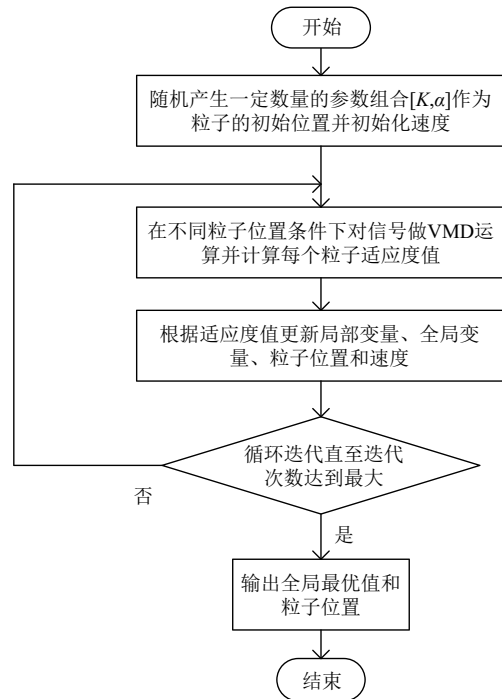 开始
随机产生一定数量的参数组合[K,α]作为
粒子的初始位置并初始化速度
在不同粒子位置条件下对信号做VMD运
算并计算每个粒子适应度值
根据适应度值更新局部变量、全局变
量、粒子位置和速度
循环迭代直至迭代
次数达到最大
否
是
输出全局最优值和
粒子位置
结束